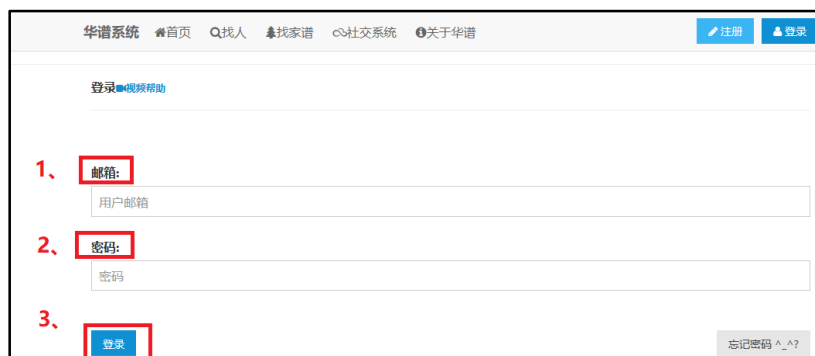 华谱系统 首页 找人 找家谱 社交系统 关于华谱 注册 登录
登录视频帮助
1、 邮箱:
用户邮箱
2、 密码:
密码
3、
登录 忘记密码 ^_^?